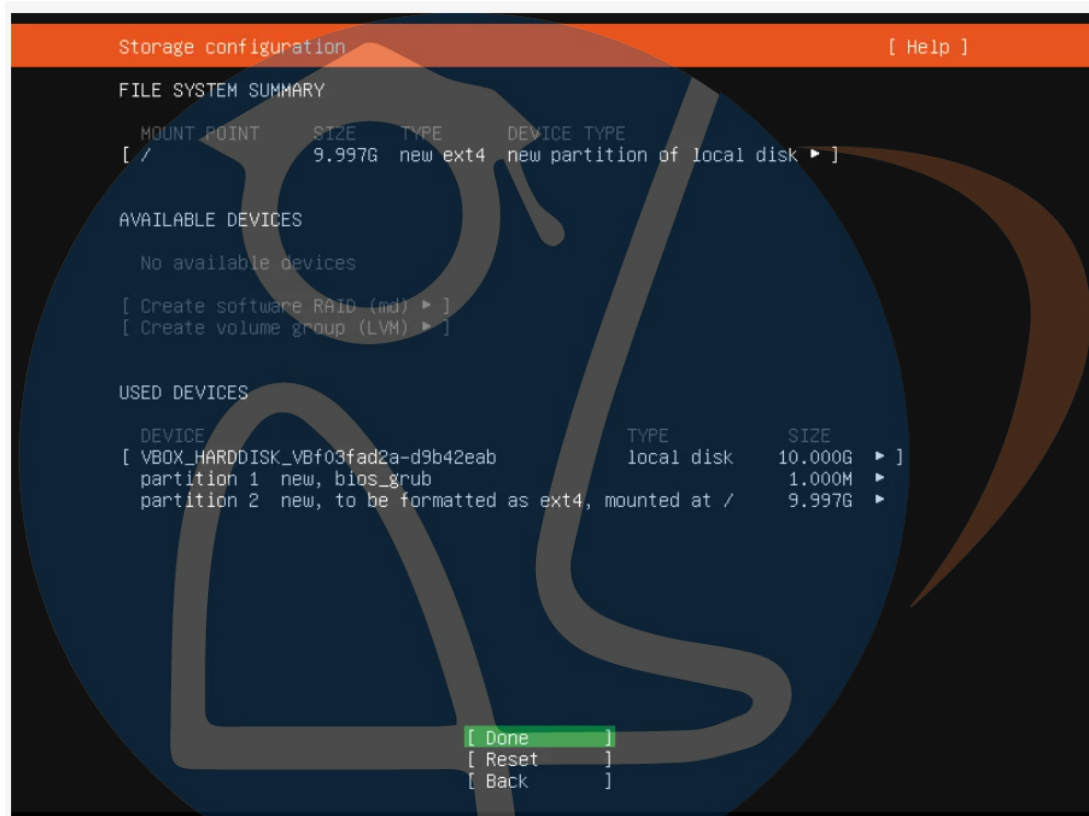 Storage configuration [ Help ]
FILE SYSTEM SUMMARY
MOUNT POINT SIZE TYPE DEVICE TYPE
[ / 9.997G new ext4 new partition of local disk ▸ ]
AVAILABLE DEVICES
No available devices
[ Create software RAID (md) ▸ ]
[ Create volume group (LVM) ▸ ]
USED DEVICES
DEVICE TYPE SIZE
[ VBOX_HARDDISK_VBf03fad2a-d9b42eab local disk 10.000G ▸ ]
partition 1 new, bios_grub 1.000M ▸
partition 2 new, to be formatted as ext4, mounted at / 9.997G ▸
[ Done ]
[ Reset ]
[ Back ]